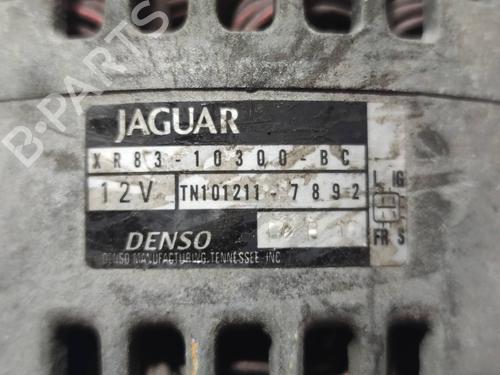 JAGUAR
XR83-10300-BC
12V TN101211-7892
L IG
DENSO
FR S
DENSO MANUFACTURING TENNESSEE, INC
B-PARTS